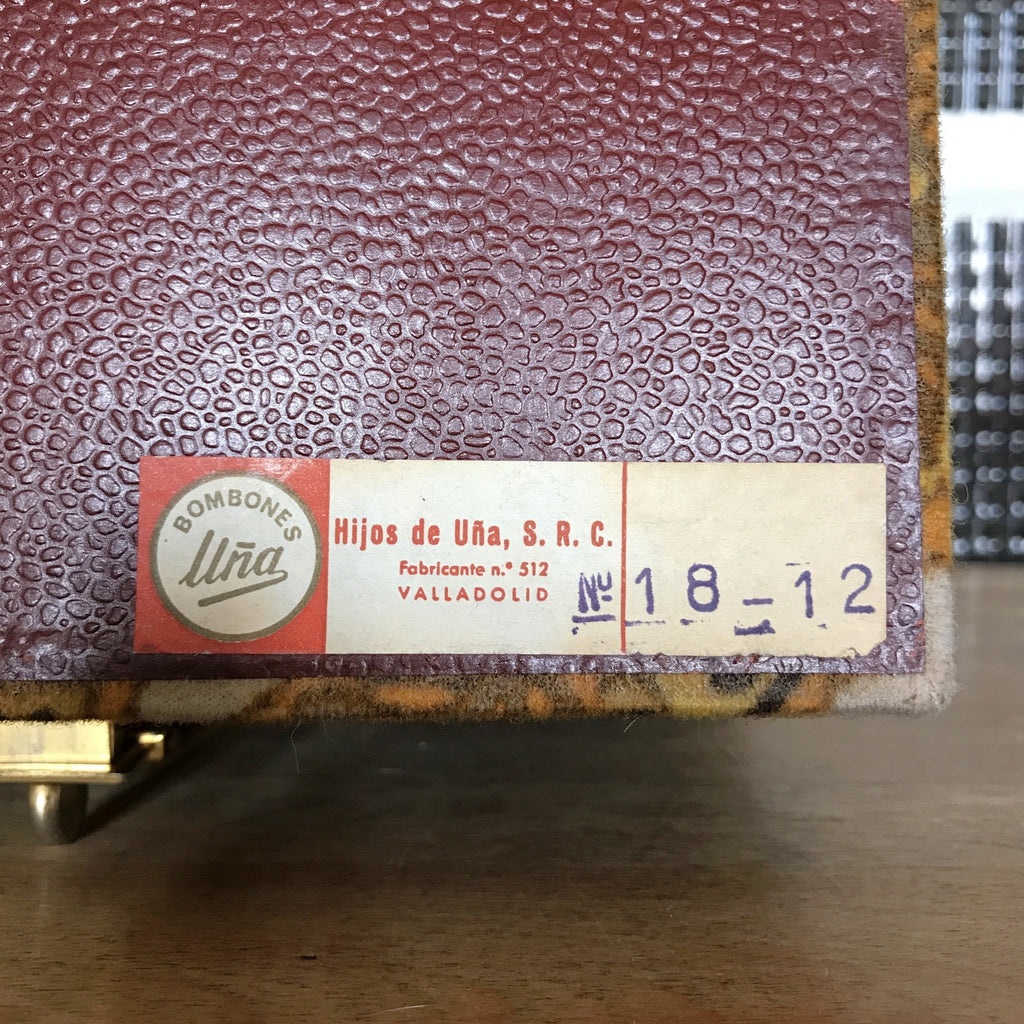 BOMBONES
Uña
Hijos de Uña, S. R. C.
Fabricante n.º 512
VALLADOLID
Nº 18-12